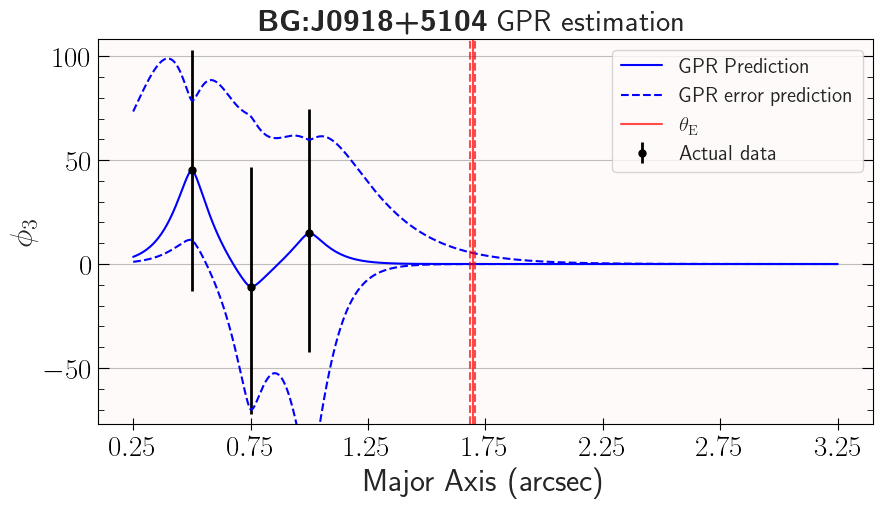 BG:J0918+5104 GPR estimation
100
50
0
−50
ϕ3
GPR Prediction
GPR error prediction
θE
Actual data
0.25 0.75 1.25 1.75 2.25 2.75 3.25
Major Axis (arcsec)